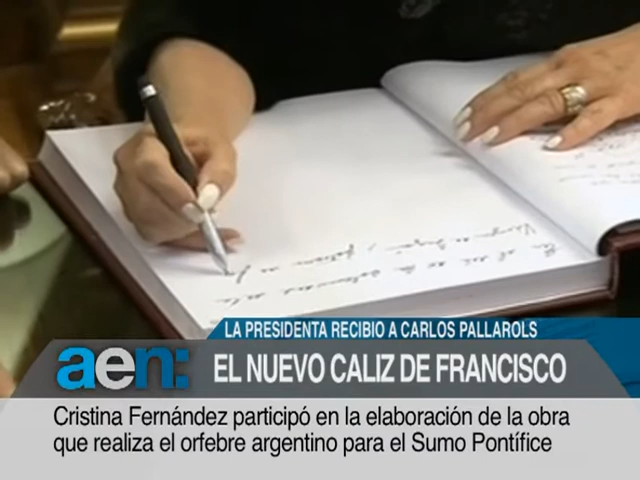 LA PRESIDENTA RECIBIO A CARLOS PALLAROLS
aen:
EL NUEVO CALIZ DE FRANCISCO
Cristina Fernández participó en la elaboración de la obra
que realiza el orfebre argentino para el Sumo Pontífice